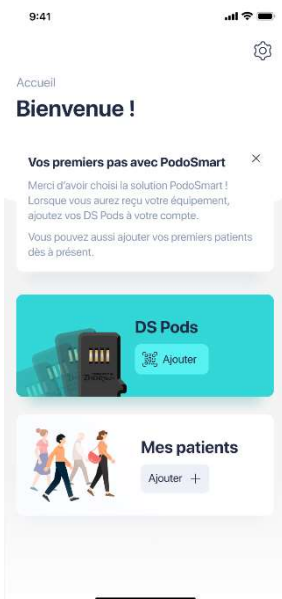 9:41
Accueil
Bienvenue !
Vos premiers pas avec PodoSmart
Merci d'avoir choisi la solution PodoSmart !
Lorsque vous aurez reçu votre équipement,
ajoutez vos DS Pods à votre compte.
Vous pouvez aussi ajouter vos premiers patients
dès à présent.
DS Pods
Ajouter
Mes patients
Ajouter +